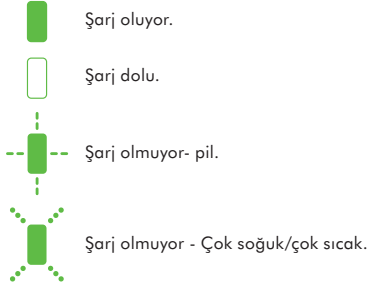 Şarj oluyor.
Şarj dolu.
Şarj olmuyor- pil.
Şarj olmuyor - Çok soğuk/çok sıcak.